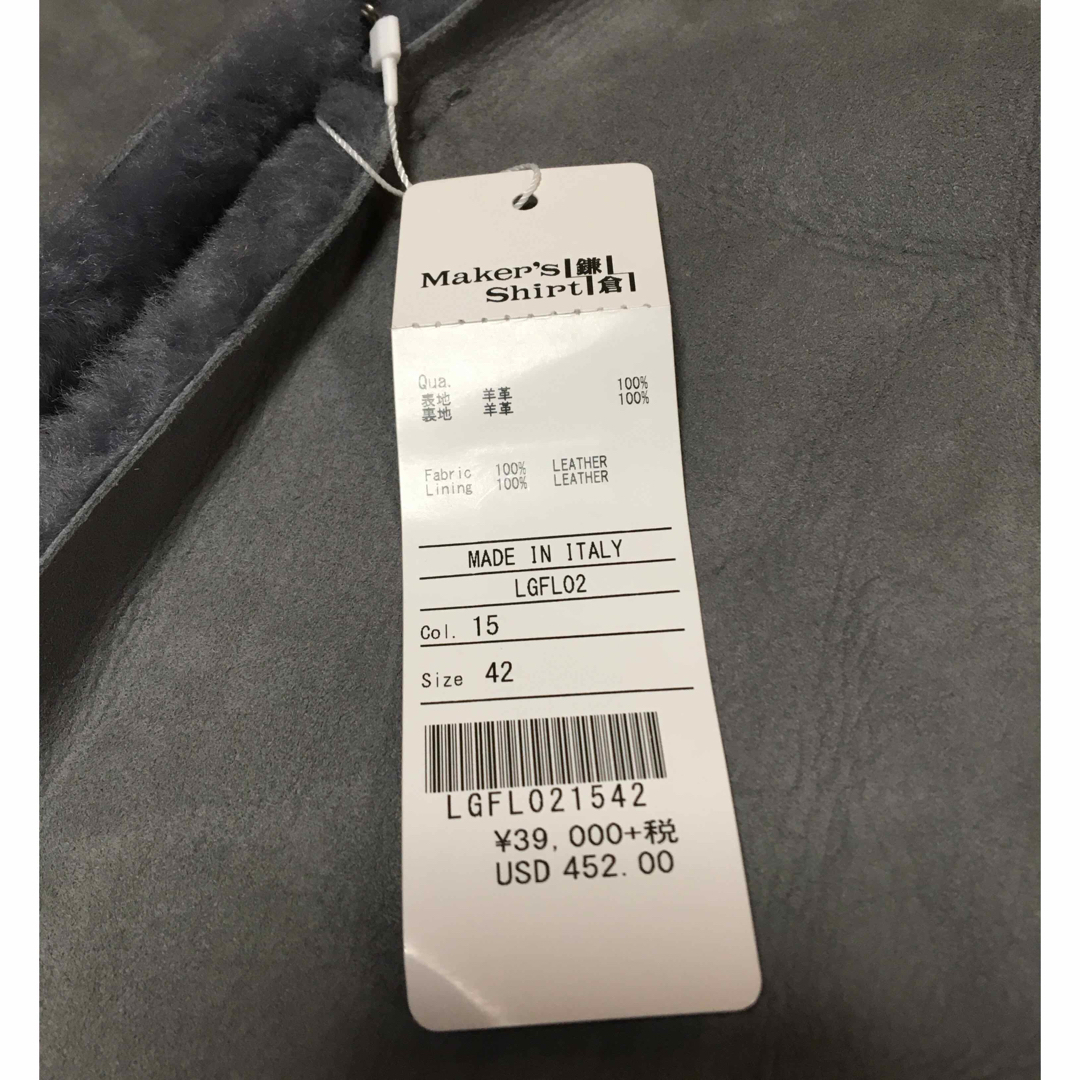 Maker's 鎌
Shirt 倉
Qua.
表地 羊革 100%
裏地 羊革 100%
Fabric 100% LEATHER
Lining 100% LEATHER
MADE IN ITALY
LGFL02
Col. 15
Size 42
LGFL021542
¥39,000+税
USD 452.00